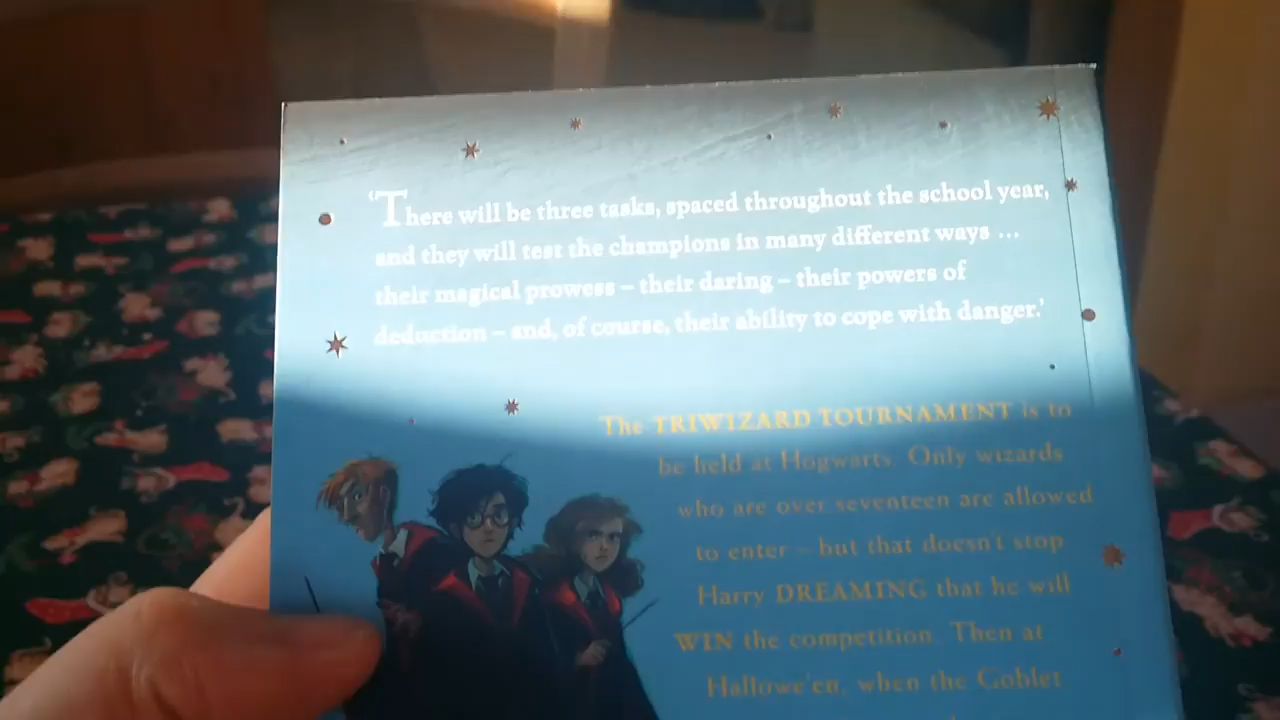 ‘There will be three tasks, spaced throughout the school year,
and they will test the champions in many different ways ...
their magical prowess – their daring – their powers of
deduction – and, of course, their ability to cope with danger.’
The TRIWIZARD TOURNAMENT is to
be held at Hogwarts. Only wizards
who are over seventeen are allowed
to enter – but that doesn't stop
Harry DREAMING that he will
WIN the competition. Then at
Hallowe'en, when the Goblet